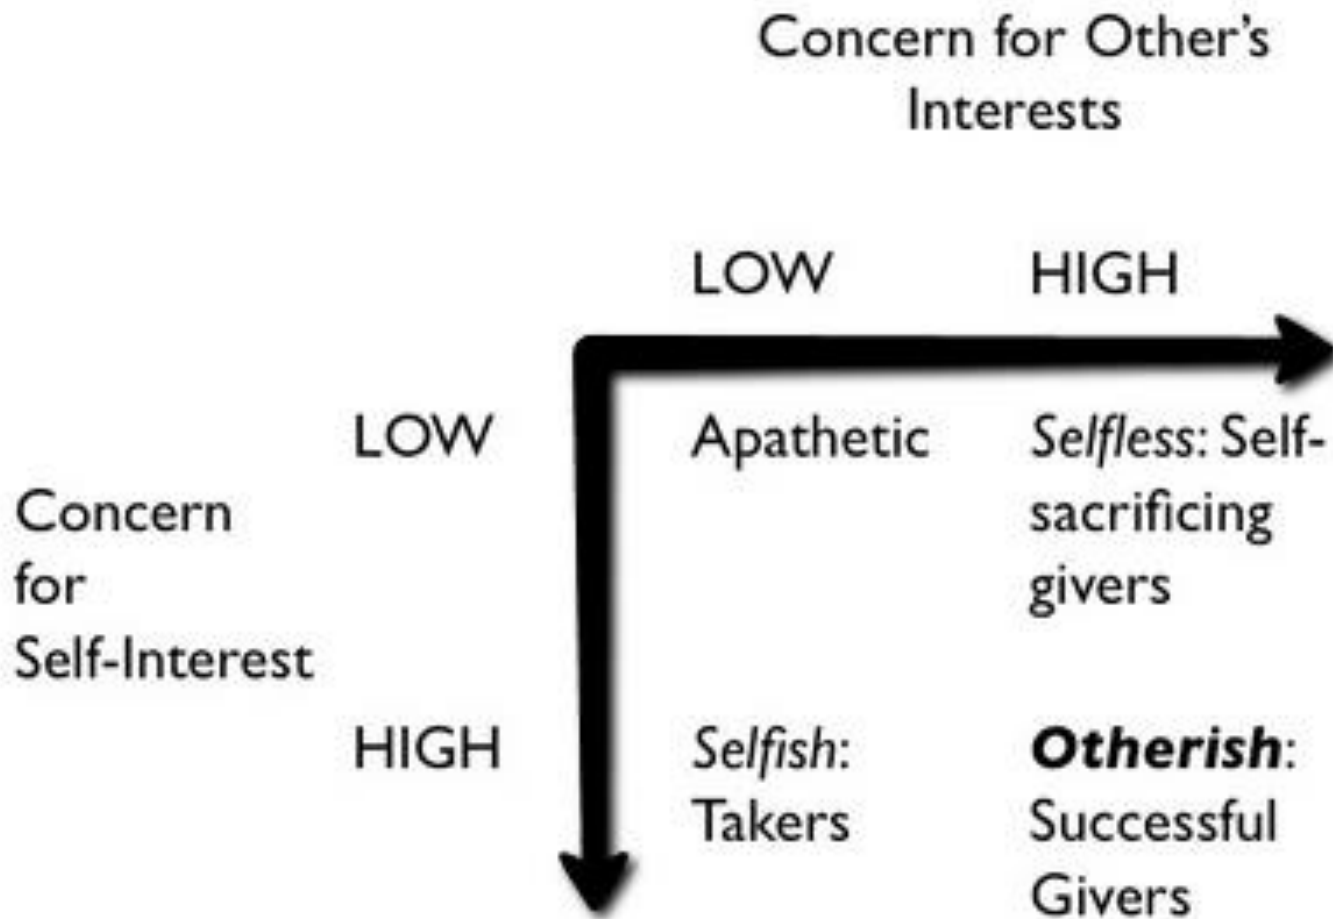 Concern for Other's
Interests
LOW HIGH
LOW Apathetic Selfless: Self-
sacrificing
givers
Concern
for
Self-Interest
HIGH Selfish: Otherish:
Takers Successful
Givers